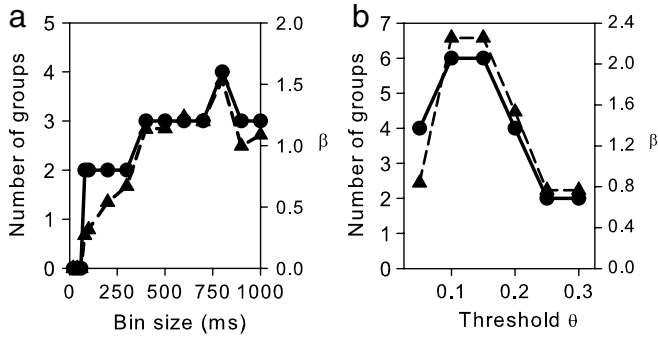 a
b
5
4
3
2
1
0
Number of groups
2.0
1.5
1.0
0.5
0.0
β
0 250 500 750 1000
Bin size (ms)
7
6
5
4
3
2
1
0
Number of groups
2.4
2.0
1.6
1.2
0.8
0.4
0.0
β
0.1 0.2 0.3
Threshold θ